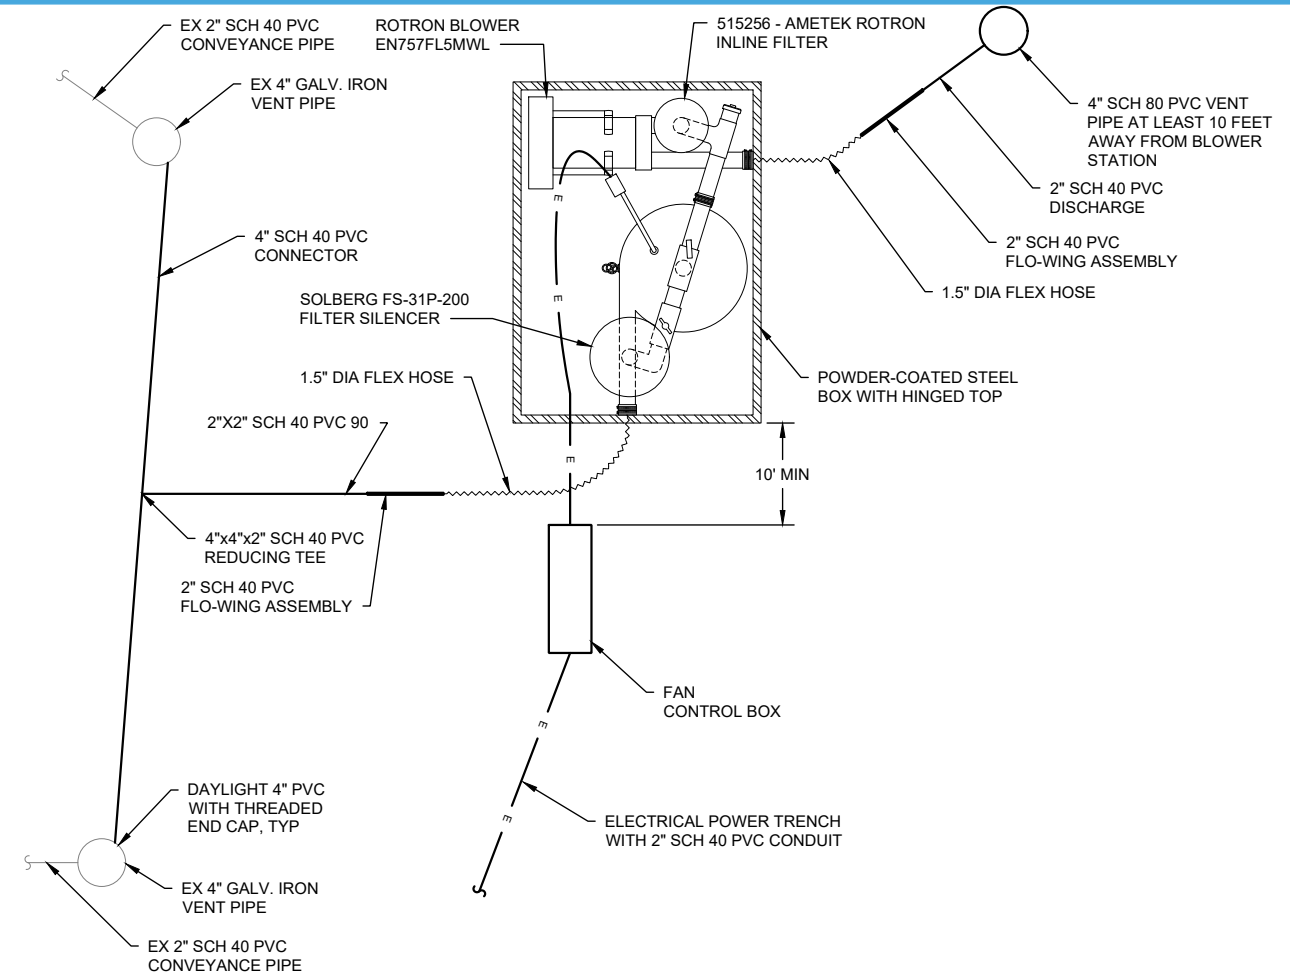 EX 2" SCH 40 PVC
CONVEYANCE PIPE
ROTRON BLOWER
EN757FL5MWL
515256 - AMETEK ROTRON
INLINE FILTER
EX 4" GALV. IRON
VENT PIPE
4" SCH 80 PVC VENT
PIPE AT LEAST 10 FEET
AWAY FROM BLOWER
STATION
2" SCH 40 PVC
DISCHARGE
2" SCH 40 PVC
FLO-WING ASSEMBLY
1.5" DIA FLEX HOSE
4" SCH 40 PVC
CONNECTOR
E
E
SOLBERG FS-31P-200
FILTER SILENCER
1.5" DIA FLEX HOSE
POWDER-COATED STEEL
BOX WITH HINGED TOP
2"X2" SCH 40 PVC 90
E
10' MIN
4"x4"x2" SCH 40 PVC
REDUCING TEE
2" SCH 40 PVC
FLO-WING ASSEMBLY
FAN
CONTROL BOX
E
E
DAYLIGHT 4" PVC
WITH THREADED
END CAP, TYP
ELECTRICAL POWER TRENCH
WITH 2" SCH 40 PVC CONDUIT
EX 4" GALV. IRON
VENT PIPE
EX 2" SCH 40 PVC
CONVEYANCE PIPE